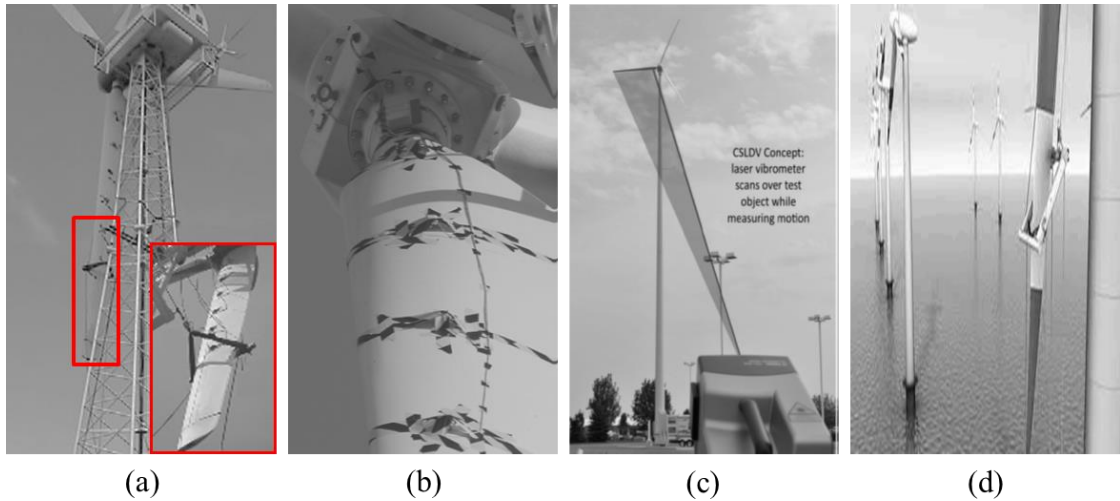 CSLDV Concept:
laser vibrometer
scans over test
object while
measuring motion
(a)
(b)
(c)
(d)